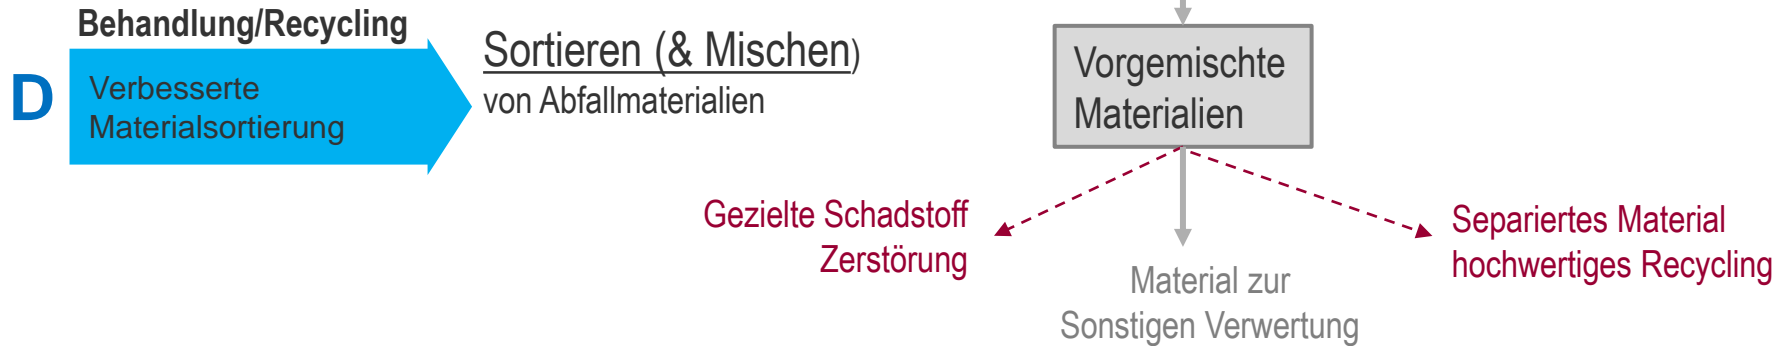 Behandlung/Recycling
D
Verbesserte
Materialsortierung
Sortieren (& Mischen)
von Abfallmaterialien
Vorgemischte
Materialien
Gezielte Schadstoff
Zerstörung
Material zur
Sonstigen Verwertung
Separiertes Material
hochwertiges Recycling